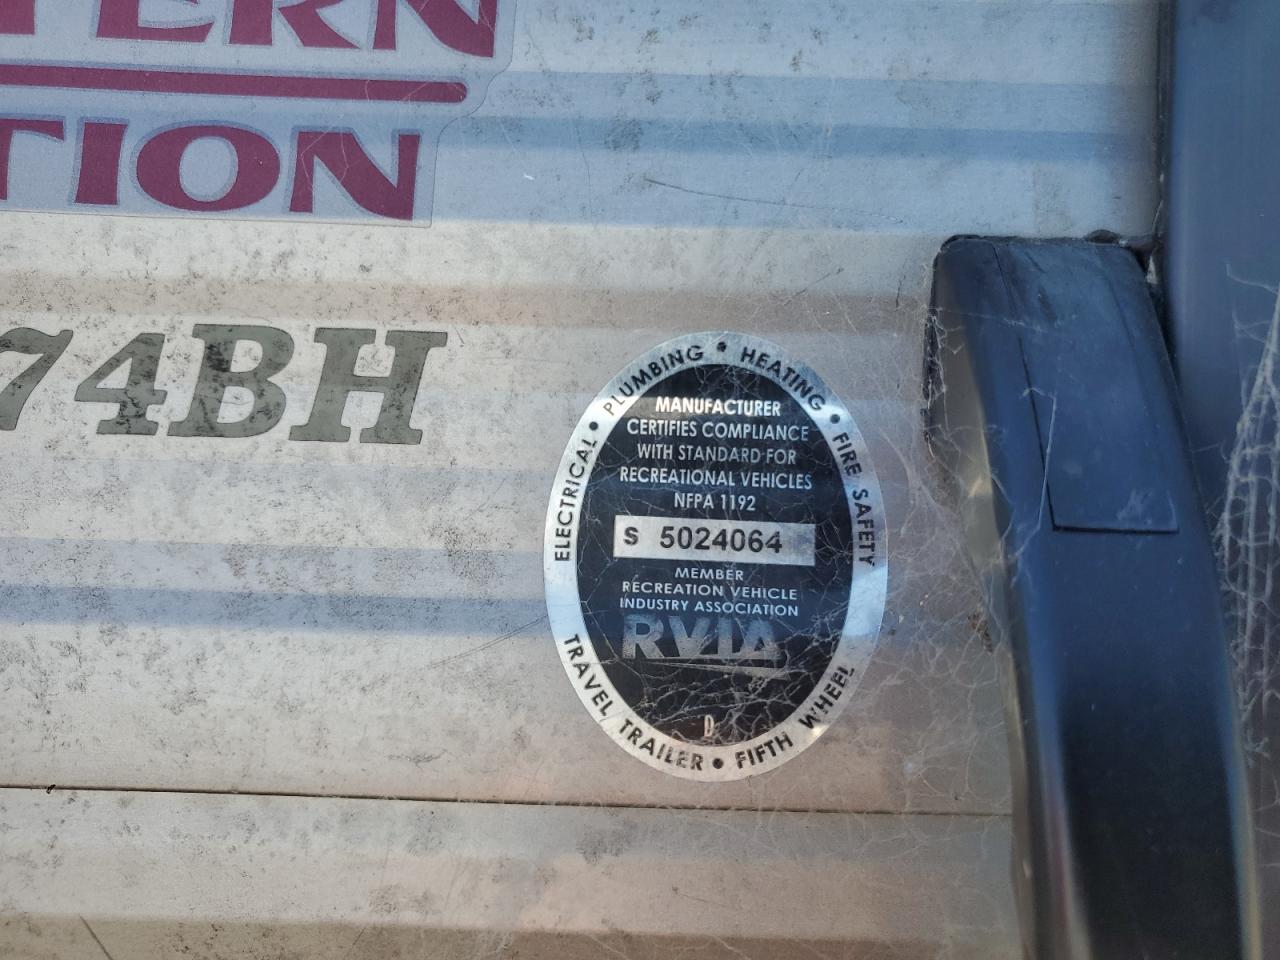 TERN
TION
74BH
ELECTRICAL • PLUMBING • HEATING • FIRE SAFETY
MANUFACTURER
CERTIFIES COMPLIANCE
WITH STANDARD FOR
RECREATIONAL VEHICLES
NFPA 1192
S 5024064
MEMBER
RECREATION VEHICLE
INDUSTRY ASSOCIATION
RVIA
D
TRAVEL TRAILER • FIFTH WHEEL